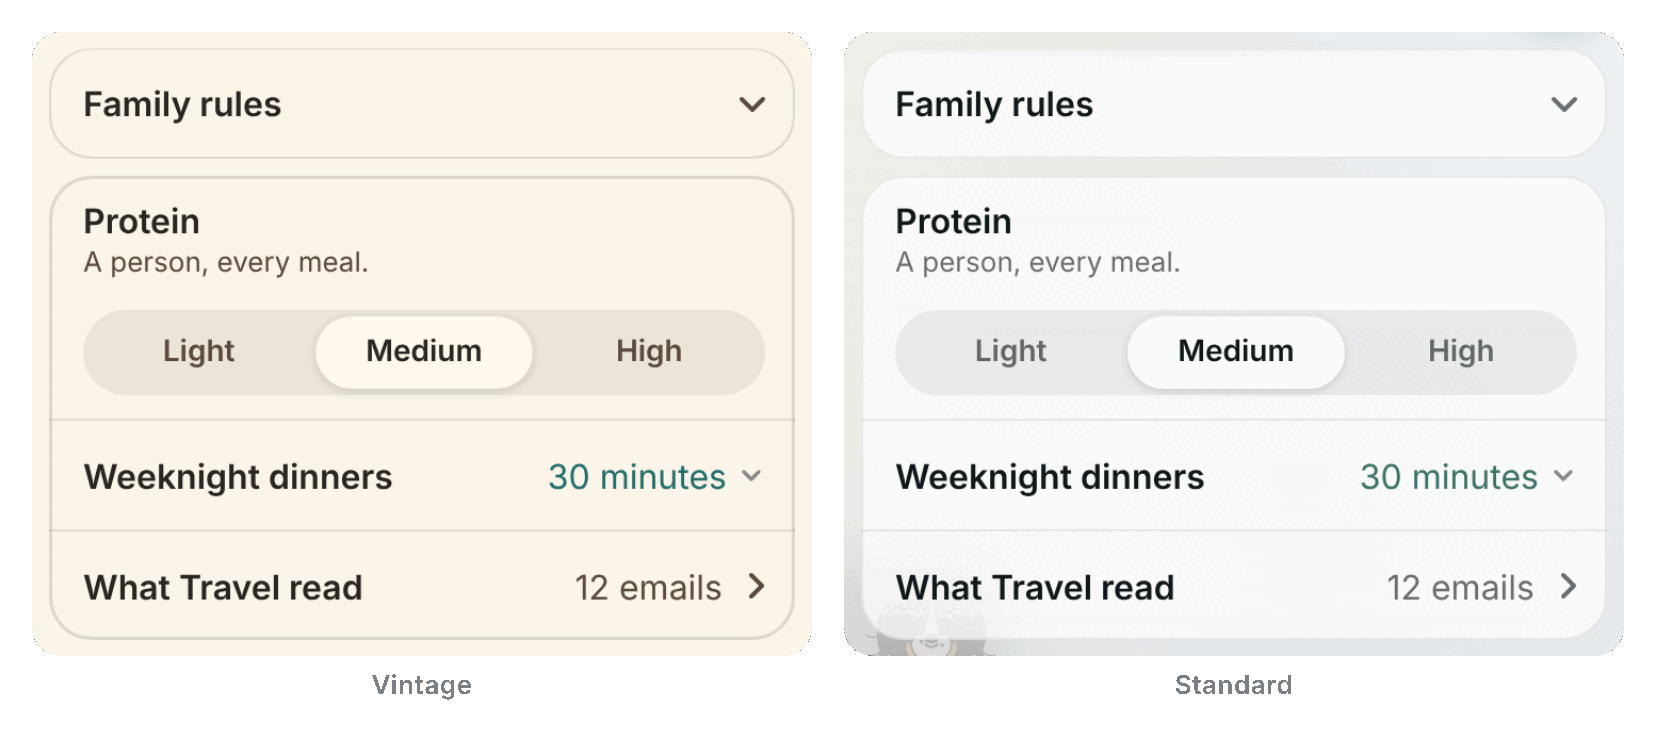 Family rules
Protein
A person, every meal.
Light Medium High
Weeknight dinners 30 minutes
What Travel read 12 emails
Vintage
Family rules
Protein
A person, every meal.
Light Medium High
Weeknight dinners 30 minutes
What Travel read 12 emails
Standard